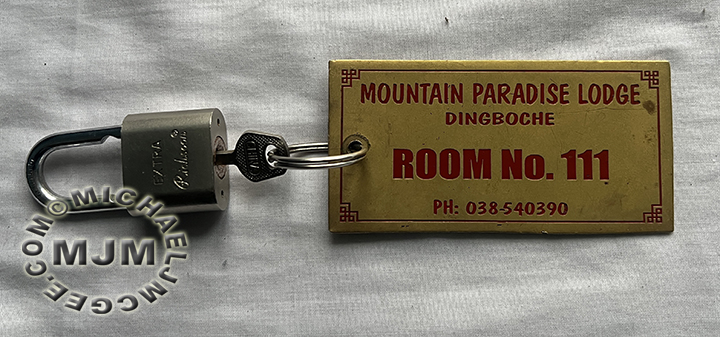 MOUNTAIN PARADISE LODGE
DINGBOCHE
ROOM No. 111
PH: 038-540390
EXTRA
©MICHAELJMCGEE.COM
MJM